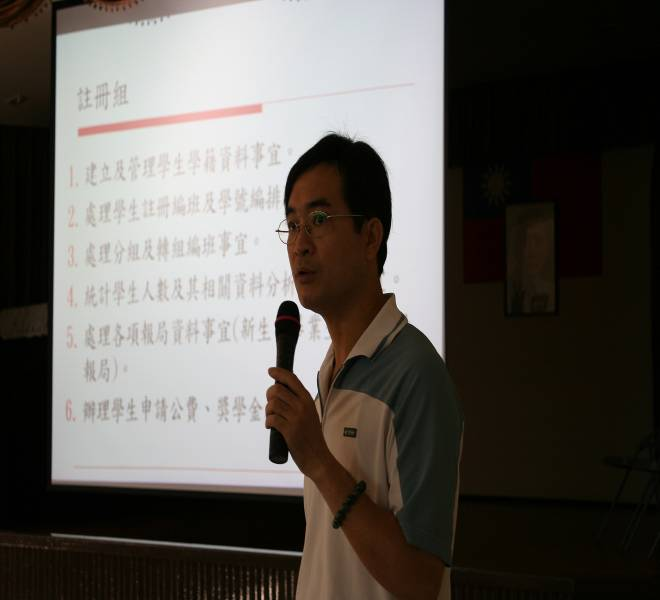 註冊組
1. 建立及管理學生學籍資料事宜。
2. 處理學生註冊編班及學號編排
3. 處理分組及轉組編班事宜。
4. 統計學生人數及其相關資料分析 。
5. 處理各項報局資料事宜(新生 業
報局)。
6. 辦理學生申請公費、獎學金